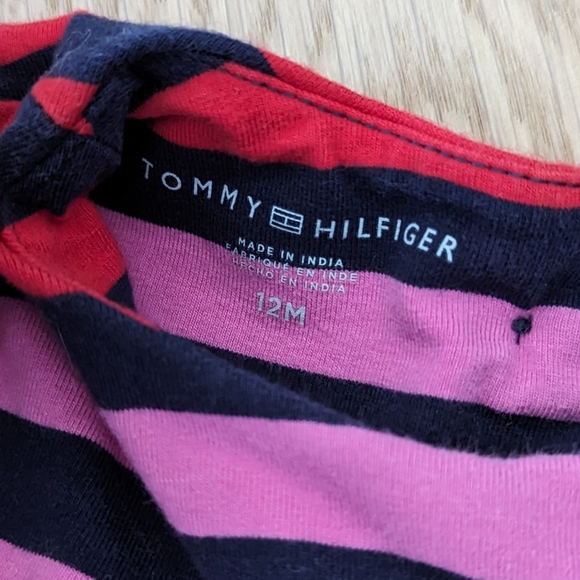 TOMMY HILFIGER
MADE IN INDIA
FABRIQUÉ EN INDE
HECHO EN INDIA
12M